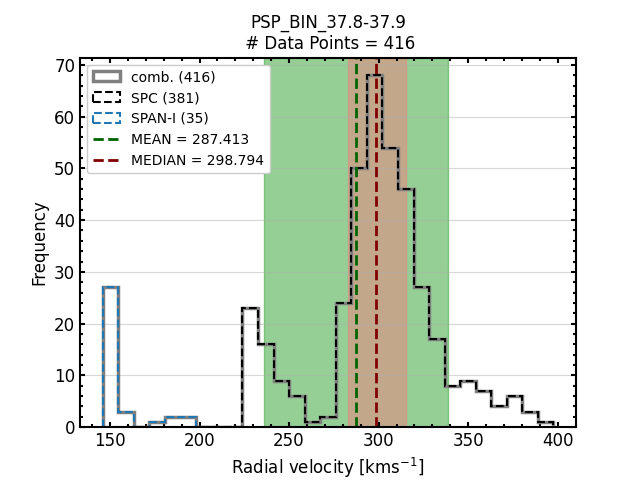 PSP_BIN_37.8-37.9
# Data Points = 416
comb. (416)
SPC (381)
SPAN-I (35)
MEAN = 287.413
MEDIAN = 298.794
Frequency
70
60
50
40
30
20
10
0
150 200 250 300 350 400
Radial velocity [kms⁻¹]